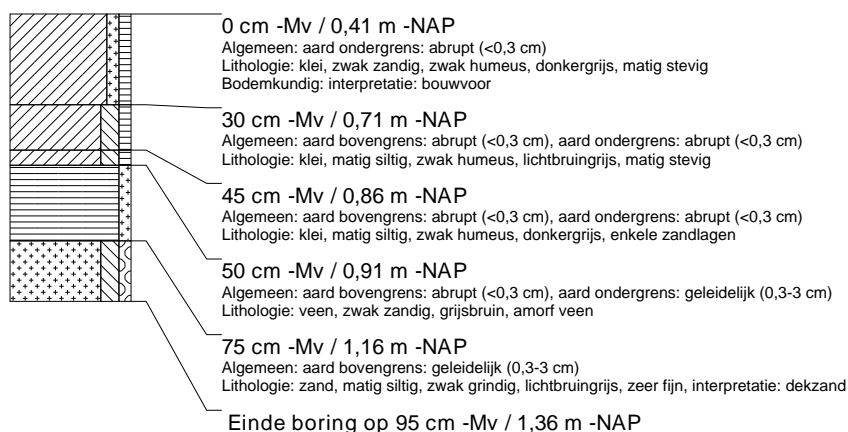 0 cm -Mv / 0,41 m -NAP
Algemeen: aard ondergrens: abrupt (<0,3 cm)
Lithologie: klei, zwak zandig, zwak humeus, donkergrijs, matig stevig
Bodemkundig: interpretatie: bouwvoor
30 cm -Mv / 0,71 m -NAP
Algemeen: aard bovengrens: abrupt (<0,3 cm), aard ondergrens: abrupt (<0,3 cm)
Lithologie: klei, matig siltig, zwak humeus, lichtbruingrijs, matig stevig
45 cm -Mv / 0,86 m -NAP
Algemeen: aard bovengrens: abrupt (<0,3 cm), aard ondergrens: abrupt (<0,3 cm)
Lithologie: klei, matig siltig, zwak humeus, donkergrijs, enkele zandlagen
50 cm -Mv / 0,91 m -NAP
Algemeen: aard bovengrens: abrupt (<0,3 cm), aard ondergrens: geleidelijk (0,3-3 cm)
Lithologie: veen, zwak zandig, grijsbruin, amorf veen
75 cm -Mv / 1,16 m -NAP
Algemeen: aard bovengrens: geleidelijk (0,3-3 cm)
Lithologie: zand, matig siltig, zwak grindig, lichtbruingrijs, zeer fijn, interpretatie: dekzand
Einde boring op 95 cm -Mv / 1,36 m -NAP